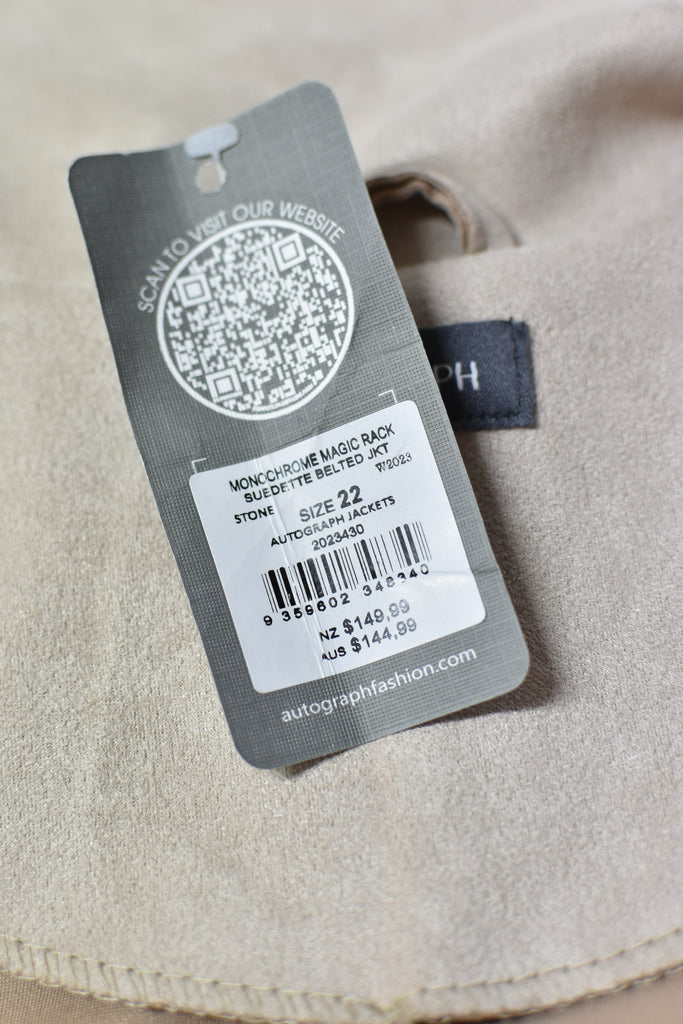 SCAN TO VISIT OUR WEBSITE
PH
MONOCHROME MAGIC RACK
SUEDETTE BELTED JKT
W2023
STONE SIZE 22
AUTOGRAPH JACKETS
2023430
9 359602 345340
NZ $149,99
AUS $144,99
autographfashion.com